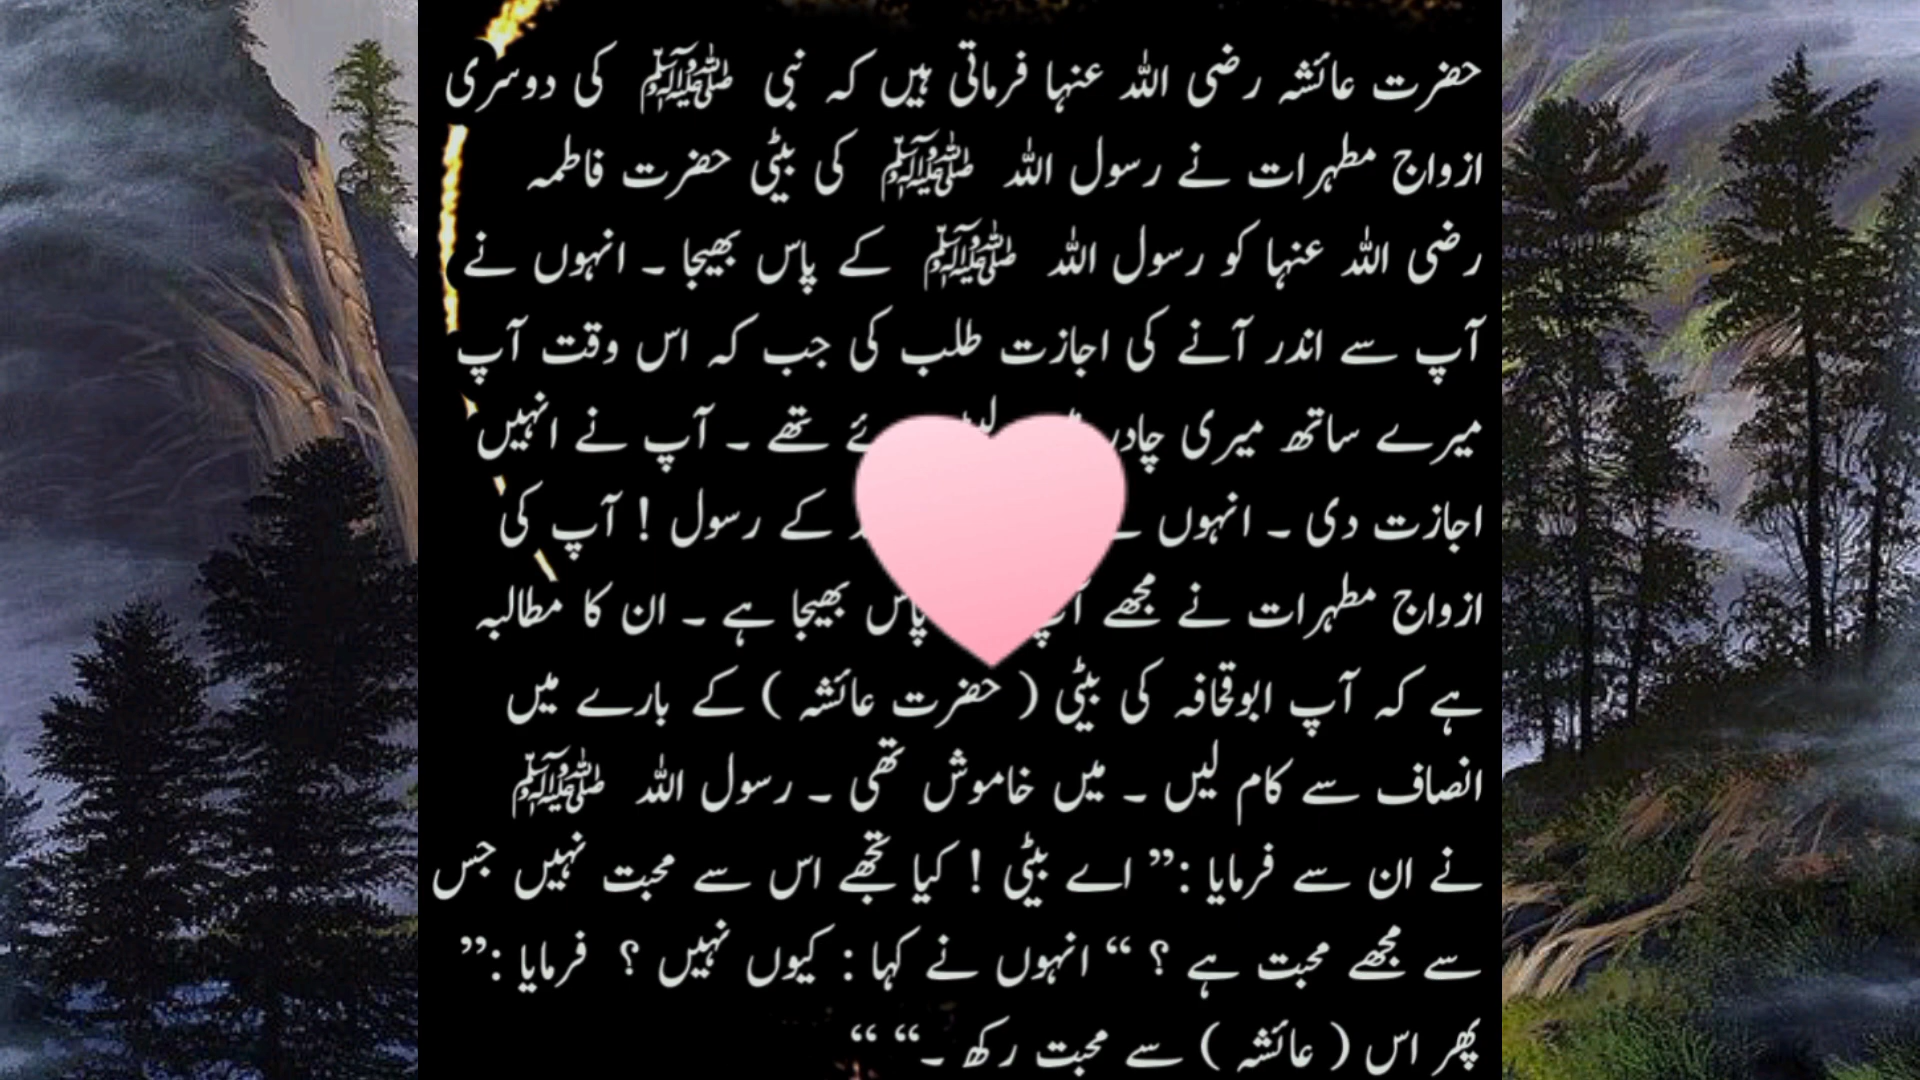 حضرت عائشہ رضی اللہ عنہا فرماتی ہیں کہ نبی ﷺ کی دوسری
ازواج مطہرات نے رسول اللہ ﷺ کی بیٹی حضرت فاطمہ
رضی اللہ عنہا کو رسول اللہ ﷺ کے پاس بھیجا ۔ انہوں نے
آپ سے اندر آنے کی اجازت طلب کی جب کہ اس وقت آپ
میرے ساتھ میری چادر تھے ۔ آپ نے انہیں
اجازت دی ۔ انہوں کے رسول ! آپ کی
ازواج مطہرات نے مجھے پاس بھیجا ہے ۔ ان کا مطالبہ
ہے کہ آپ ابوقحافہ کی بیٹی ( حضرت عائشہ ) کے بارے میں
انصاف سے کام لیں ۔ میں خاموش تھی ۔ رسول اللہ ﷺ
نے ان سے فرمایا :” اے بیٹی ! کیا تجھے اس سے محبت نہیں جس
سے مجھے محبت ہے ؟ “ انہوں نے کہا : کیوں نہیں ؟ فرمایا :”
پھر اس ( عائشہ ) سے محبت رکھ ۔“ “